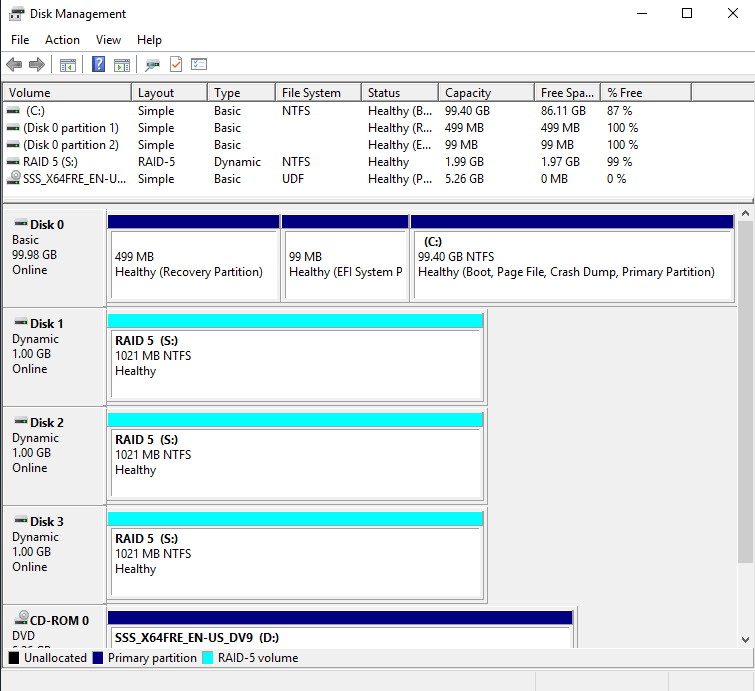 Disk Management
File Action View Help
Volume Layout Type File System Status Capacity Free Spa... % Free
(C:) Simple Basic NTFS Healthy (B... 99.40 GB 86.11 GB 87 %
(Disk 0 partition 1) Simple Basic Healthy (R... 499 MB 499 MB 100 %
(Disk 0 partition 2) Simple Basic Healthy (E... 99 MB 99 MB 100 %
RAID 5 (S:) RAID-5 Dynamic NTFS Healthy 1.99 GB 1.97 GB 99 %
SSS_X64FRE_EN-U... Simple Basic UDF Healthy (P... 5.26 GB 0 MB 0 %
Disk 0
Basic
99.98 GB
Online
499 MB
Healthy (Recovery Partition)
99 MB
Healthy (EFI System P
(C:)
99.40 GB NTFS
Healthy (Boot, Page File, Crash Dump, Primary Partition)
Disk 1
Dynamic
1.00 GB
Online
RAID 5 (S:)
1021 MB NTFS
Healthy
Disk 2
Dynamic
1.00 GB
Online
RAID 5 (S:)
1021 MB NTFS
Healthy
Disk 3
Dynamic
1.00 GB
Online
RAID 5 (S:)
1021 MB NTFS
Healthy
CD-ROM 0
DVD
SSS_X64FRE_EN-US_DV9 (D:)
Unallocated Primary partition RAID-5 volume